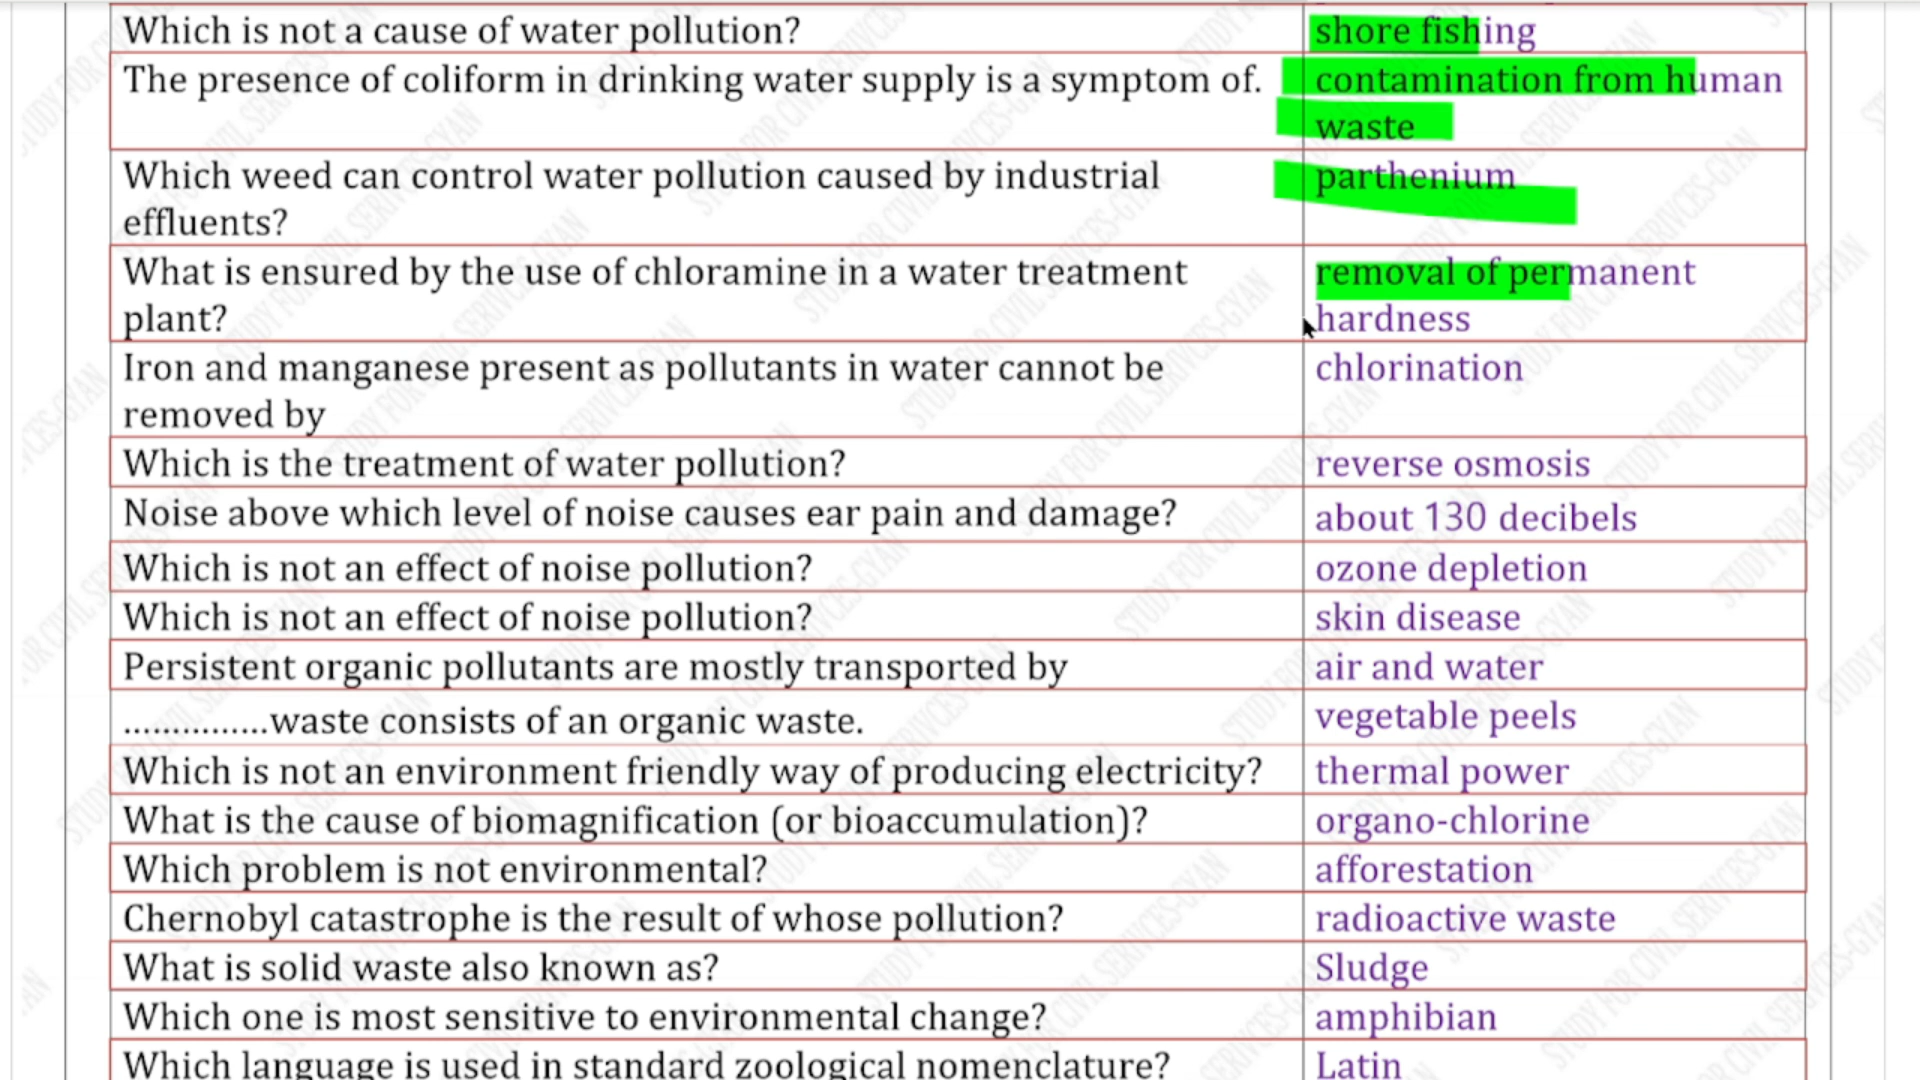 Which is not a cause of water pollution? shore fishing
The presence of coliform in drinking water supply is a symptom of. contamination from human
waste
Which weed can control water pollution caused by industrial parthenium
effluents?
What is ensured by the use of chloramine in a water treatment removal of permanent
plant? hardness
Iron and manganese present as pollutants in water cannot be chlorination
removed by
Which is the treatment of water pollution? reverse osmosis
Noise above which level of noise causes ear pain and damage? about 130 decibels
Which is not an effect of noise pollution? ozone depletion
Which is not an effect of noise pollution? skin disease
Persistent organic pollutants are mostly transported by air and water
...............waste consists of an organic waste. vegetable peels
Which is not an environment friendly way of producing electricity? thermal power
What is the cause of biomagnification (or bioaccumulation)? organo-chlorine
Which problem is not environmental? afforestation
Chernobyl catastrophe is the result of whose pollution? radioactive waste
What is solid waste also known as? Sludge
Which one is most sensitive to environmental change? amphibian
Which language is used in standard zoological nomenclature? Latin
STUDY FOR CIVIL SERIVCES-GYAN